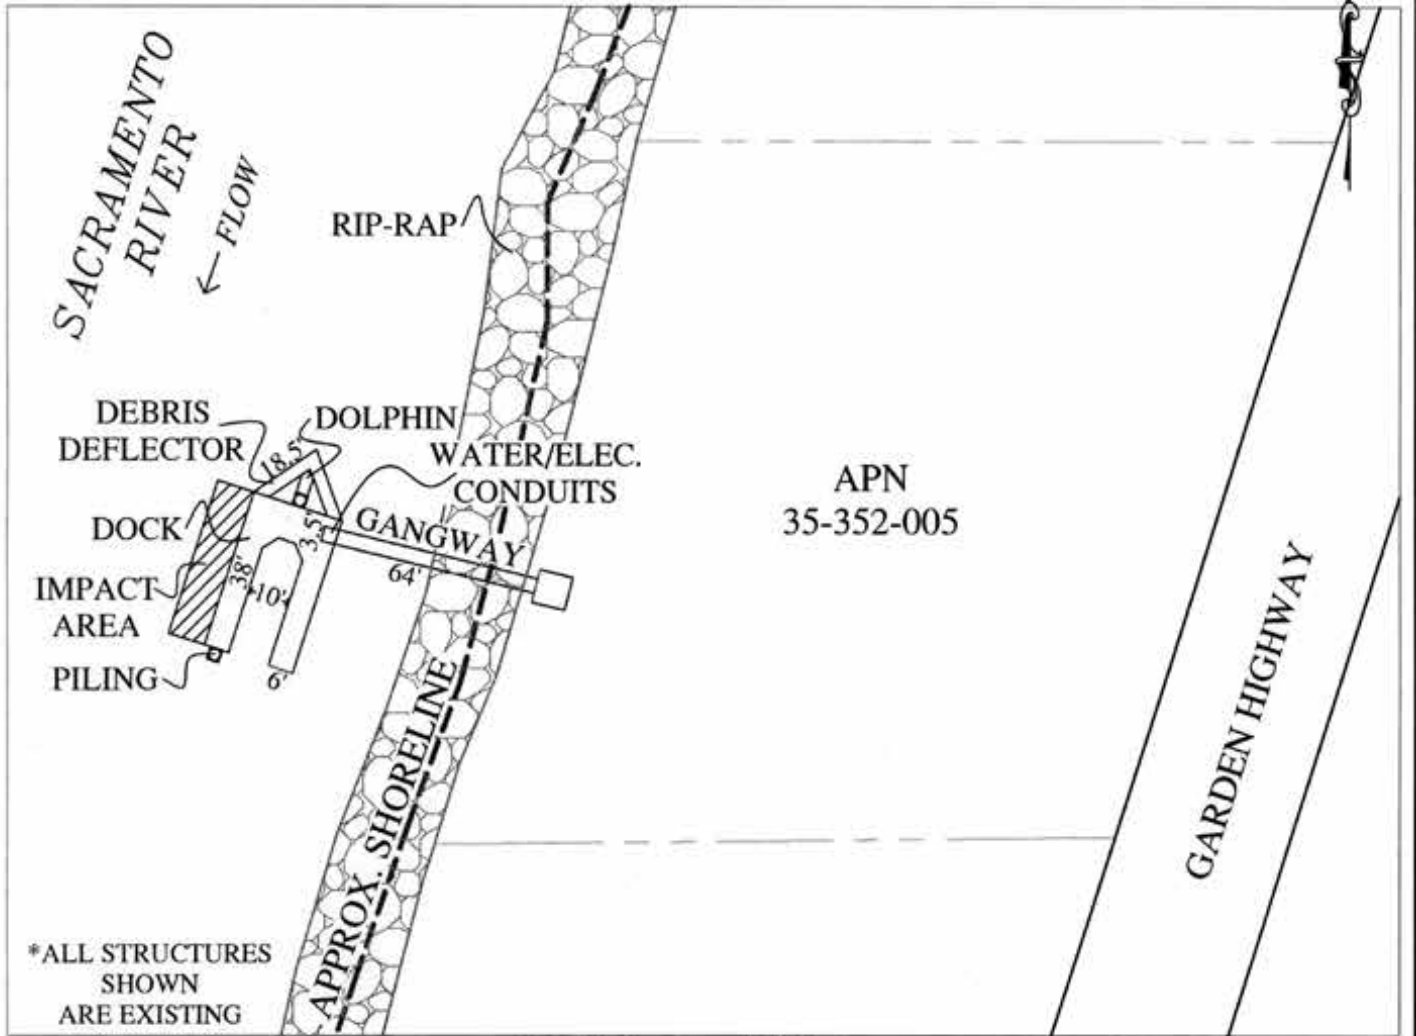 SACRAMENTO
RIVER
← FLOW
RIP-RAP
DEBRIS
DEFLECTOR
18.5'
DOLPHIN
WATER/ELEC.
CONDUITS
DOCK
3.5'
GANGWAY
64'
38'
10'
IMPACT
AREA
PILING
6'
APPROX. SHORELINE
APN
35-352-005
GARDEN HIGHWAY
*ALL STRUCTURES
SHOWN
ARE EXISTING